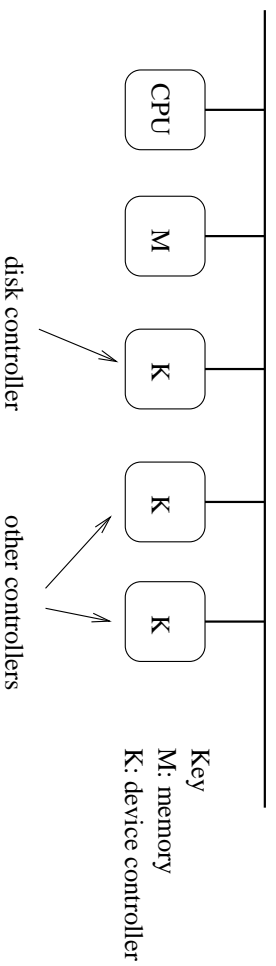 CPU
M
K
K
K
disk controller
other controllers
Key
M: memory
K: device controller